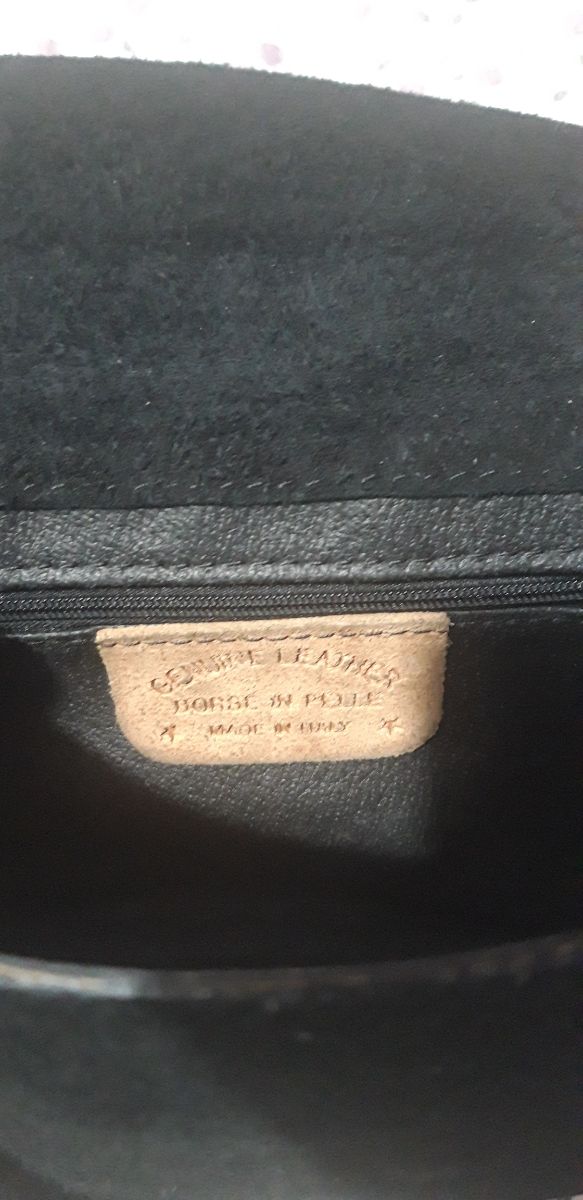 GENUINE LEATHER
BORSE IN PELLE
MADE IN ITALY